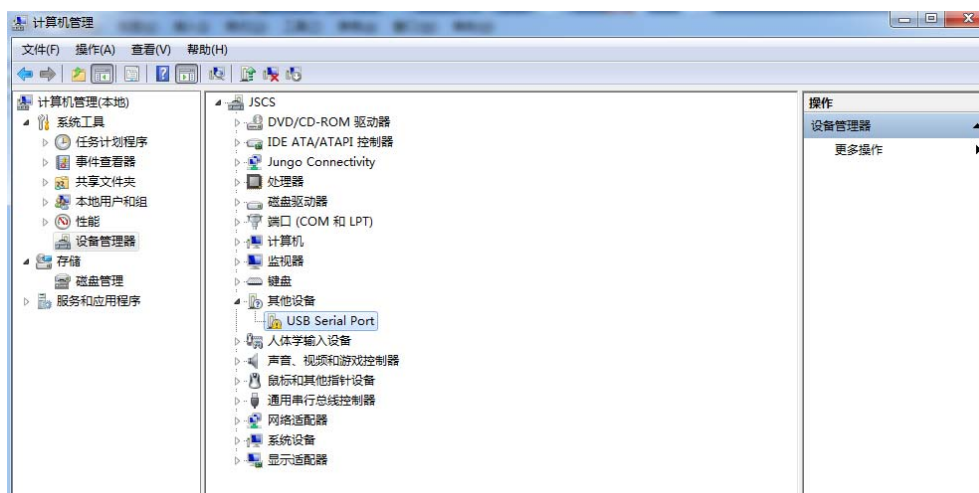 计算机管理
文件(F) 操作(A) 查看(V) 帮助(H)
计算机管理(本地)
系统工具
任务计划程序
事件查看器
共享文件夹
本地用户和组
性能
设备管理器
存储
磁盘管理
服务和应用程序
JSCS
DVD/CD-ROM 驱动器
IDE ATA/ATAPI 控制器
Jungo Connectivity
处理器
磁盘驱动器
端口 (COM 和 LPT)
计算机
监视器
键盘
其他设备
USB Serial Port
人体学输入设备
声音、视频和游戏控制器
鼠标和其他指针设备
通用串行总线控制器
网络适配器
系统设备
显示适配器
操作
设备管理器
更多操作